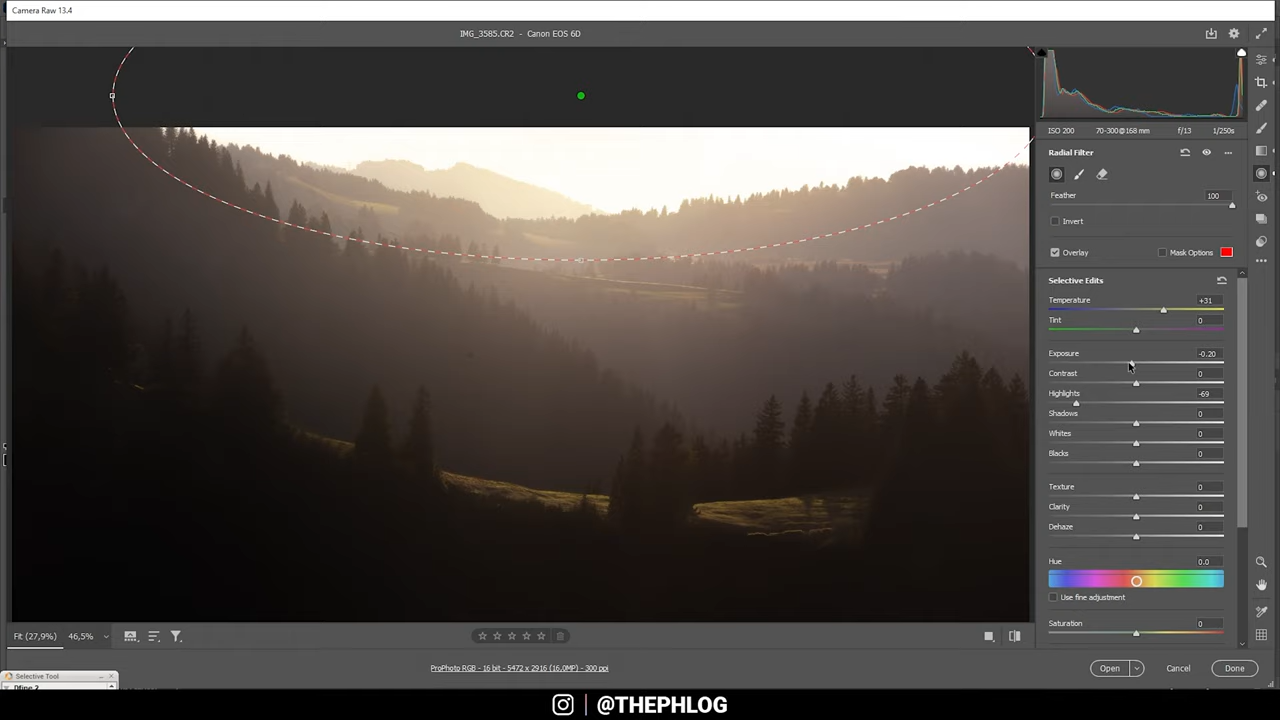 Camera Raw 13.4
IMG_3585.CR2 - Canon EOS 6D
ISO 200 70-300@168 mm f/13 1/250s
Radial Filter
Feather 100
Invert
Overlay Mask Options
Selective Edits
Temperature +31
Tint 0
Exposure -0.20
Contrast 0
Highlights -69
Shadows 0
Whites 0
Blacks 0
Texture 0
Clarity 0
Dehaze 0
Hue 0.0
Use fine adjustment
Saturation 0
Fit (27,9%) 46,5%
ProPhoto RGB - 16 bit - 5472 x 2916 (16.0MP) - 300 ppi
Open Cancel Done
Selective Tool
Dfine 2
@THEPHLOG